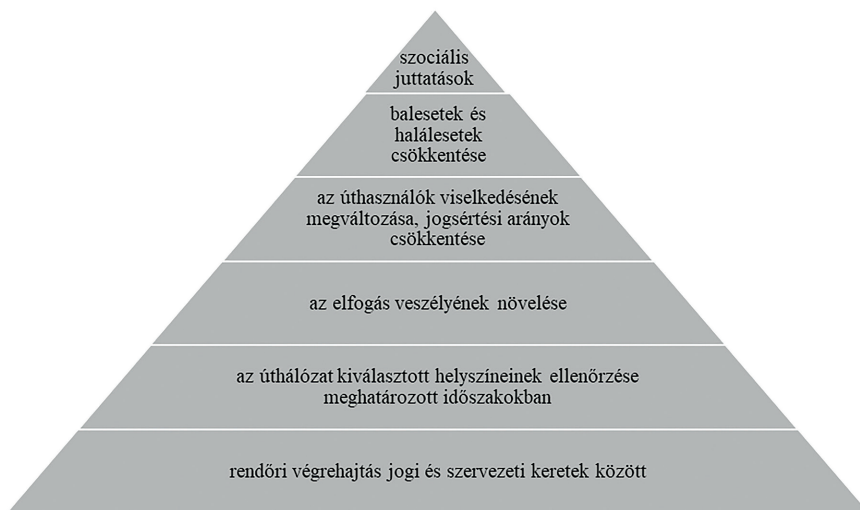 szociális
juttatások
balesetek és
halálesetek
csökkentése
az úthasználók viselkedésének
megváltozása, jogsértési arányok
csökkentése
az elfogás veszélyének növelése
az úthálózat kiválasztott helyszíneinek ellenőrzése
meghatározott időszakokban
rendőri végrehajtás jogi és szervezeti keretek között